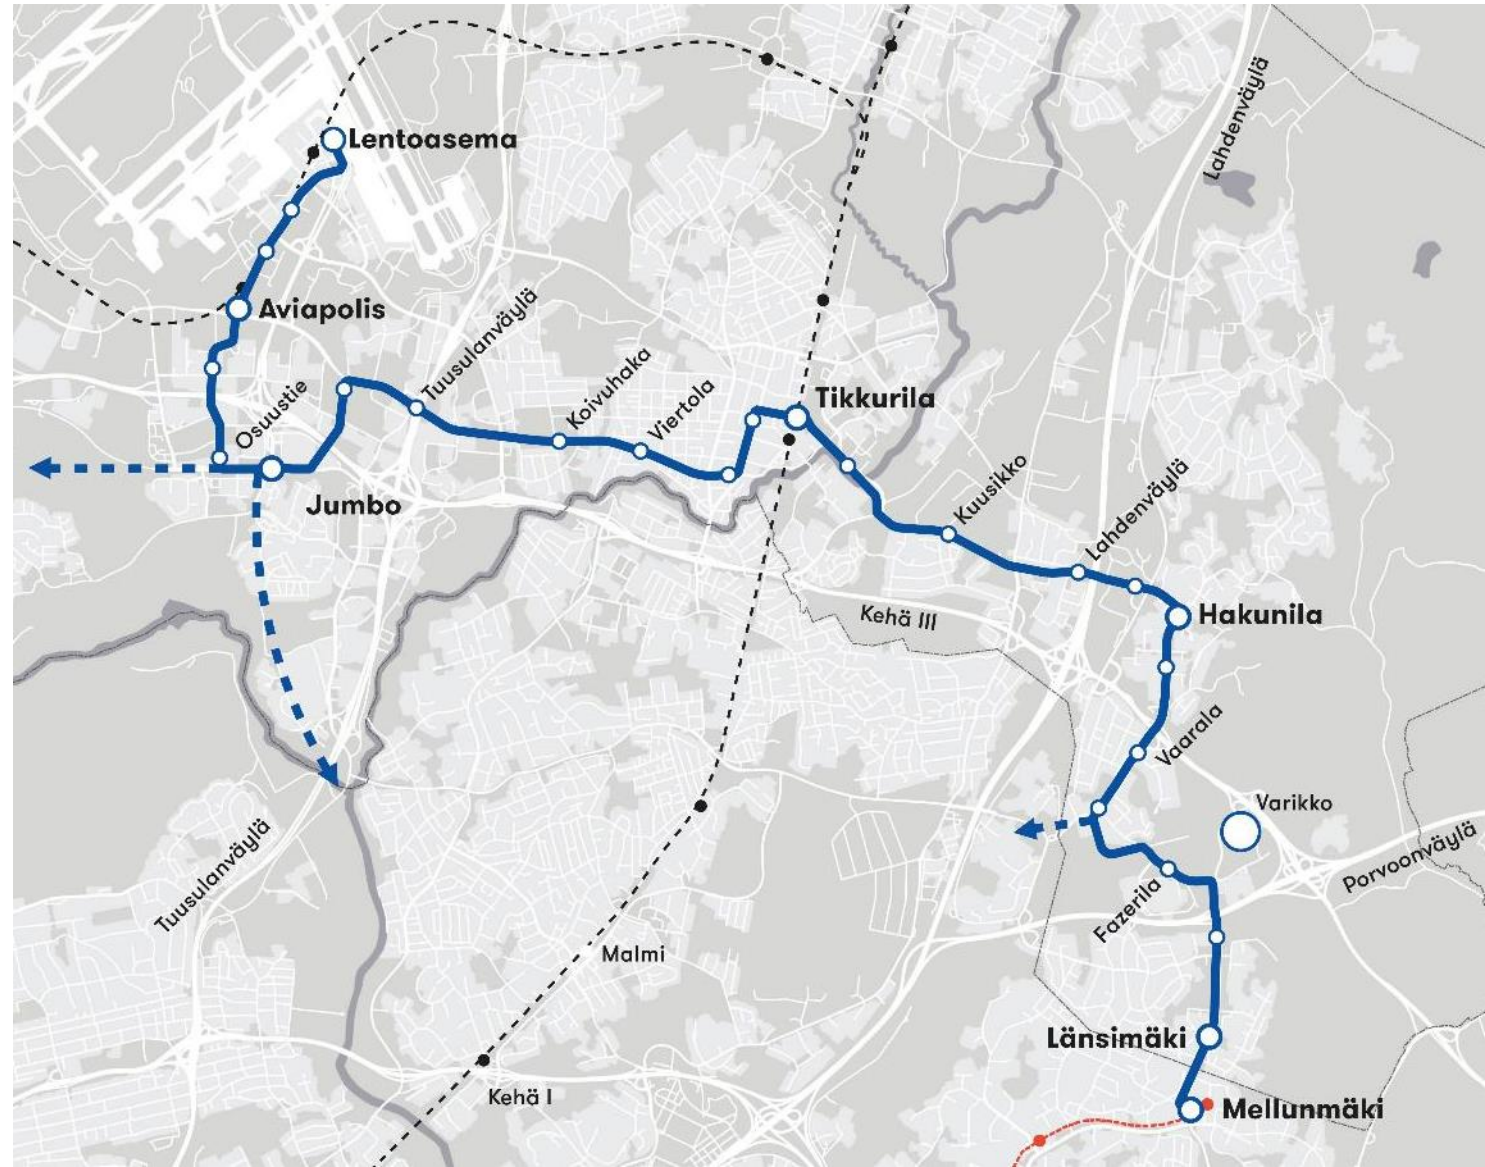 Lahdenväylä
Lentoasema
Aviapolis
Tuusulanväylä
Koivuhaka
Viertola
Osuustie
Tikkurila
Jumbo
Kuusikko
Lahdenväylä
Kehä III
Hakunila
Vaarala
Varikko
Porvoonväylä
Tuusulanväylä
Fazerila
Malmi
Länsimäki
Kehä I
Mellunmäki